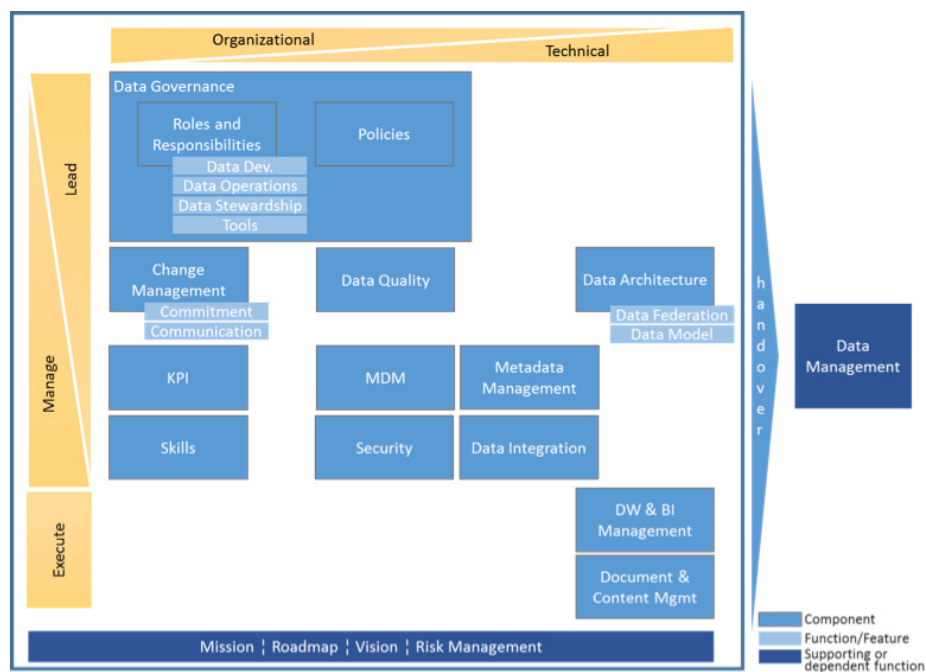 Organizational
Technical
Lead
Manage
Execute
Data Governance
Roles and
Responsibilities
Policies
Data Dev.
Data Operations
Data Stewardship
Tools
Change
Management
Commitment
Communication
Data Quality
Data Architecture
Data Federation
Data Model
KPI
MDM
Metadata
Management
Skills
Security
Data Integration
DW & BI
Management
Document &
Content Mgmt
handover
Data
Management
Mission ¦ Roadmap ¦ Vision ¦ Risk Management
Component
Function/Feature
Supporting or
dependent function